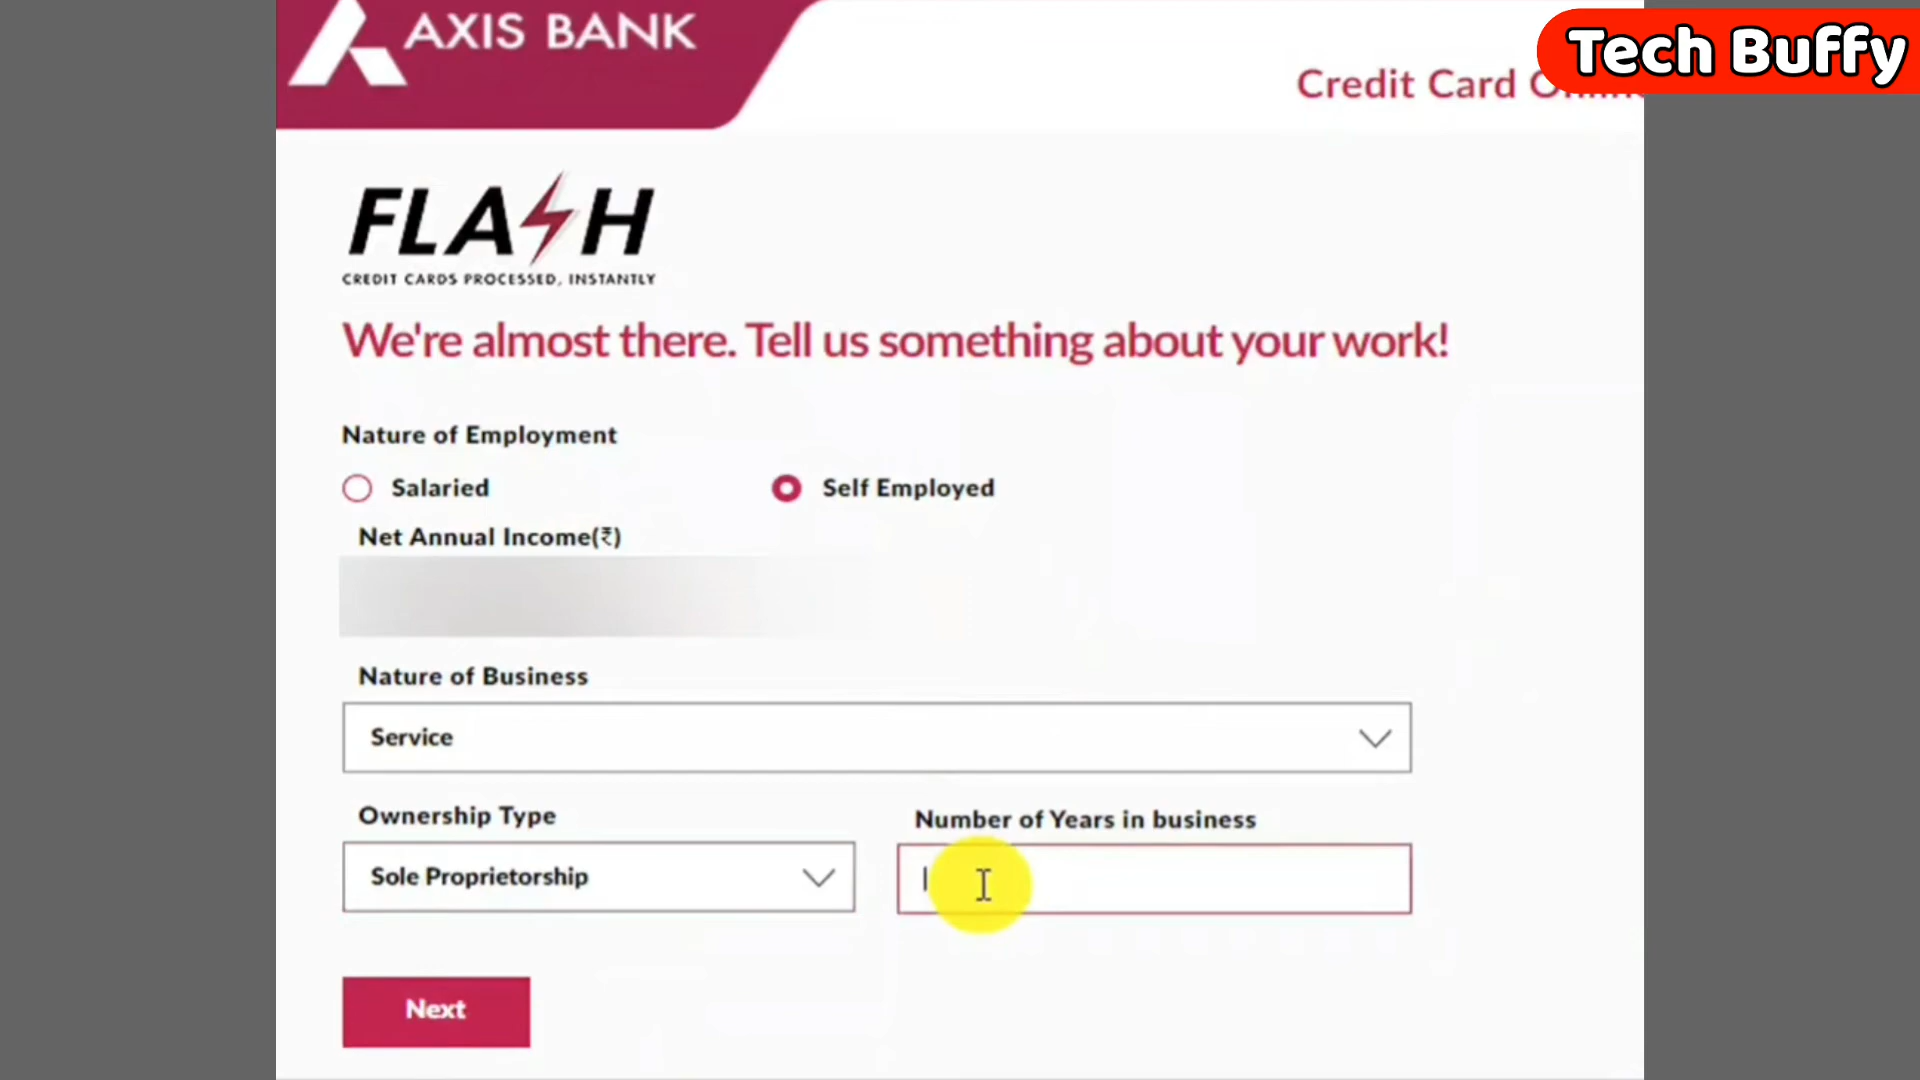 AXIS BANK
Tech Buffy
Credit Card
FLASH
CREDIT CARDS PROCESSED, INSTANTLY
We're almost there. Tell us something about your work!
Nature of Employment
Salaried
Self Employed
Net Annual Income(₹)
Nature of Business
Service
Ownership Type
Number of Years in business
Sole Proprietorship
Next